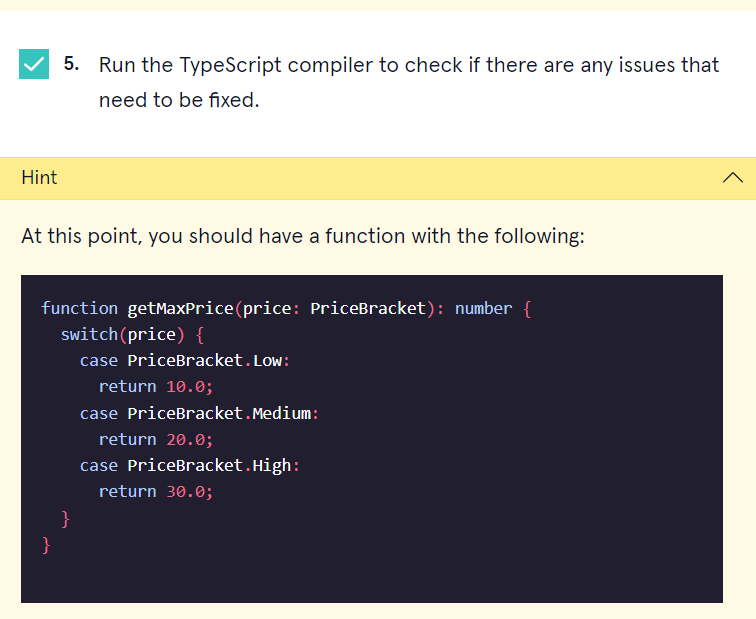 5. Run the TypeScript compiler to check if there are any issues that
need to be fixed.
Hint
At this point, you should have a function with the following:
function getMaxPrice(price: PriceBracket): number {
  switch(price) {
    case PriceBracket.Low:
      return 10.0;
    case PriceBracket.Medium:
      return 20.0;
    case PriceBracket.High:
      return 30.0;
  }
}